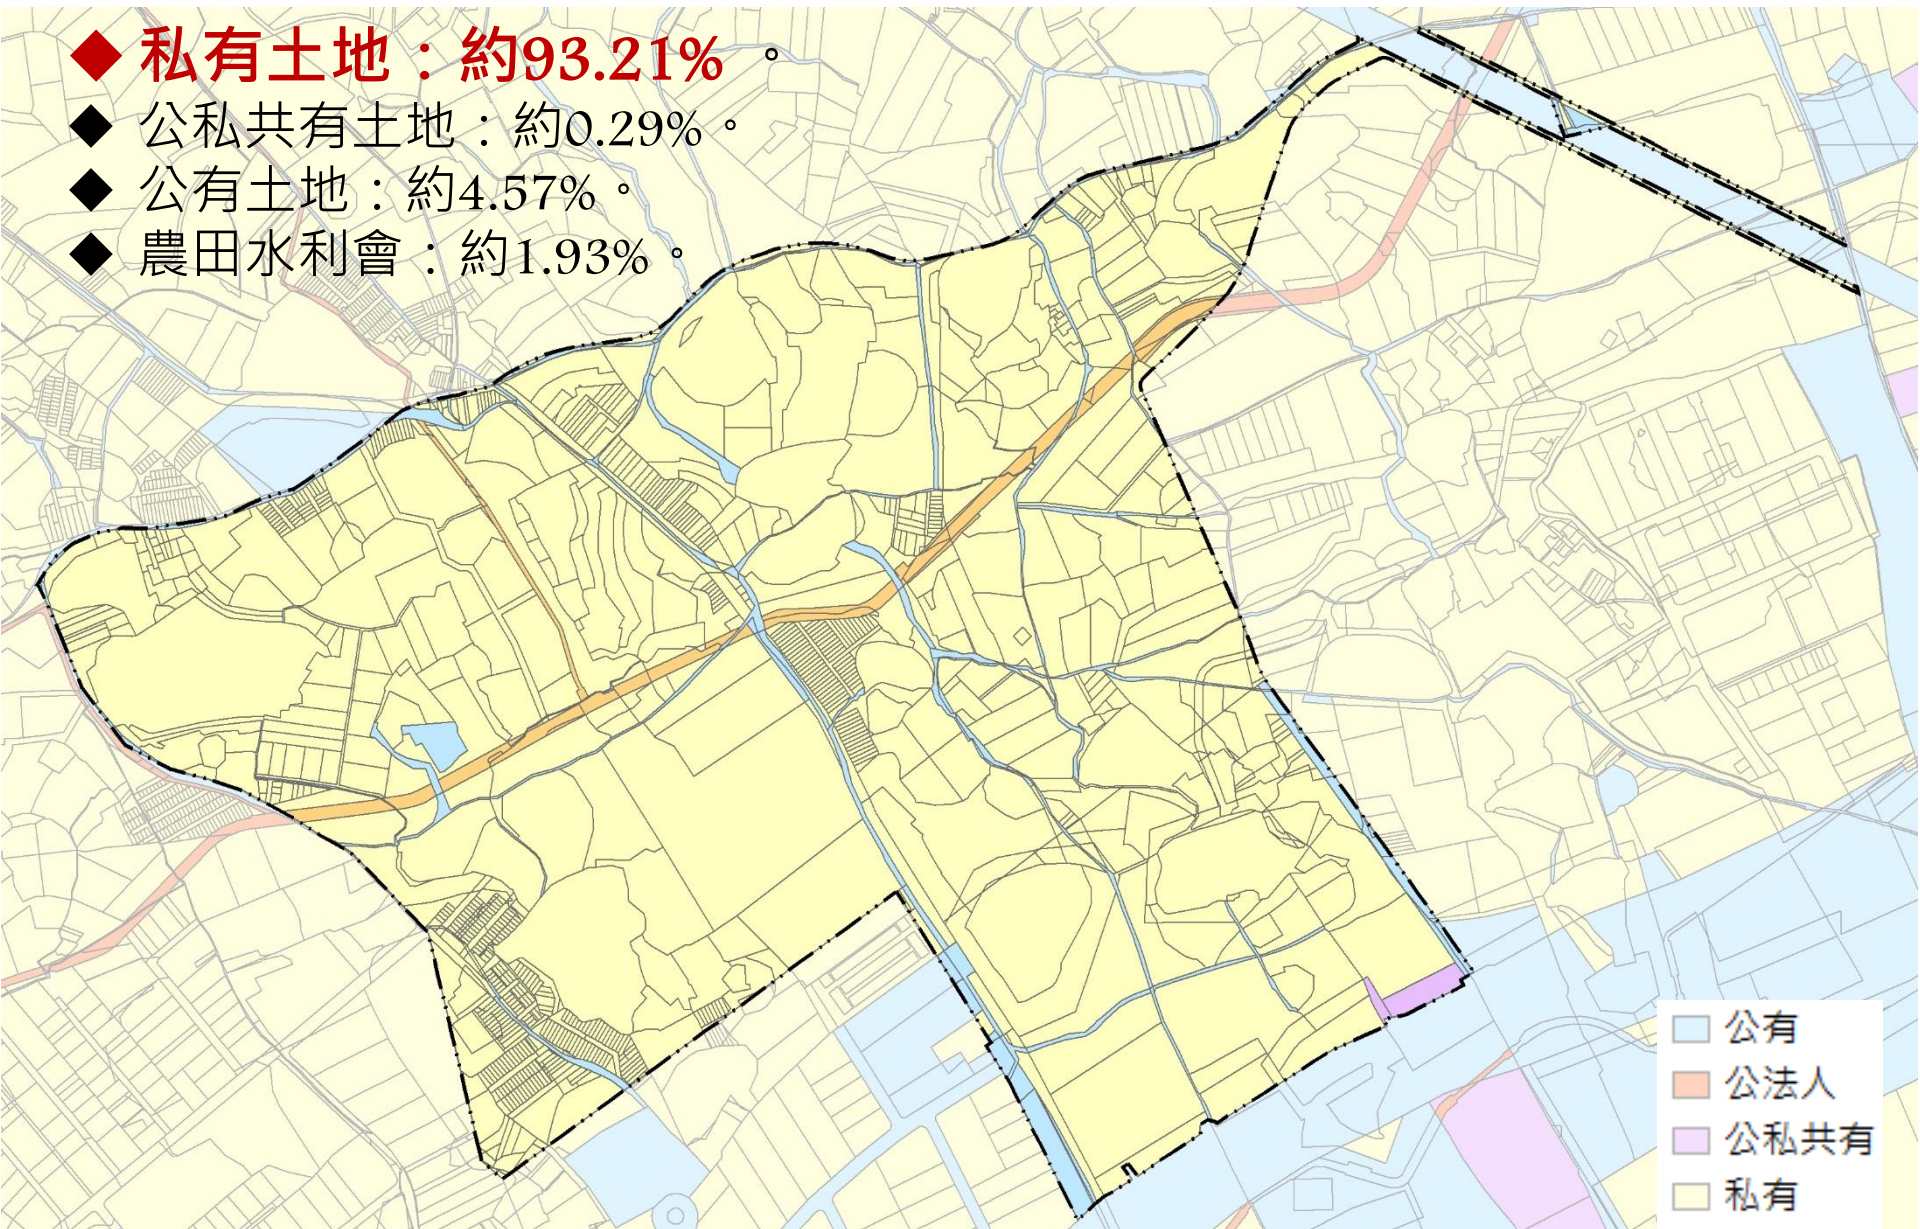 ◆ 私有土地：約93.21% 。
◆ 公私共有土地：約0.29%。
◆ 公有土地：約4.57%。
◆ 農田水利會：約1.93%。
公有
公法人
公私共有
私有